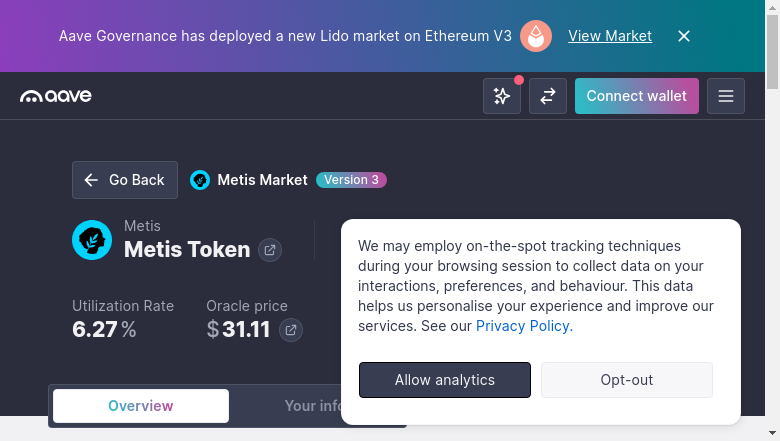 Aave Governance has deployed a new Lido market on Ethereum V3 View Market
aave
Connect wallet
Go Back
Metis Market Version 3
Metis
Metis Token
Utilization Rate
6.27%
Oracle price
$31.11
Overview
Your info
We may employ on-the-spot tracking techniques
during your browsing session to collect data on your
interactions, preferences, and behaviour. This data
helps us personalise your experience and improve our
services. See our Privacy Policy.
Allow analytics
Opt-out